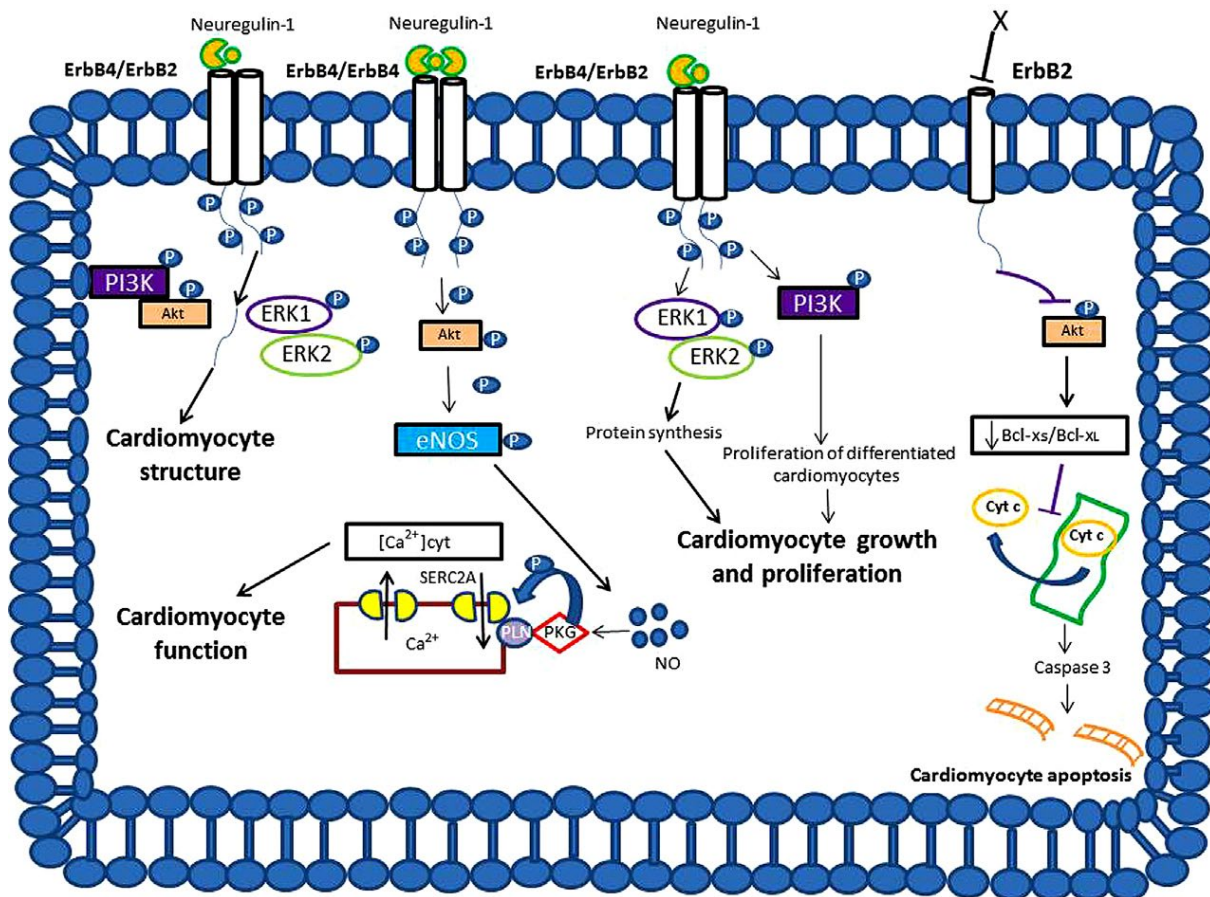 Neuregulin-1
ErbB4/ErbB2
P
P
P
P
PI3K
P
Akt
P
ERK1
P
ERK2
P
Cardiomyocyte
structure
Neuregulin-1
ErbB4/ErbB4
P
P
P
P
P
Akt
P
P
eNOS
P
[Ca²⁺]cyt
SERC2A
Ca²⁺
P
PLN
PKG
NO
Cardiomyocyte
function
Neuregulin-1
ErbB4/ErbB2
P
P
P
P
ERK1
P
ERK2
P
PI3K
P
Protein synthesis
Proliferation of differentiated
cardiomyocytes
Cardiomyocyte growth
and proliferation
X
ErbB2
P
Akt
↓ Bcl-xs/Bcl-xL
Cyt c
Cyt c
Caspase 3
Cardiomyocyte apoptosis